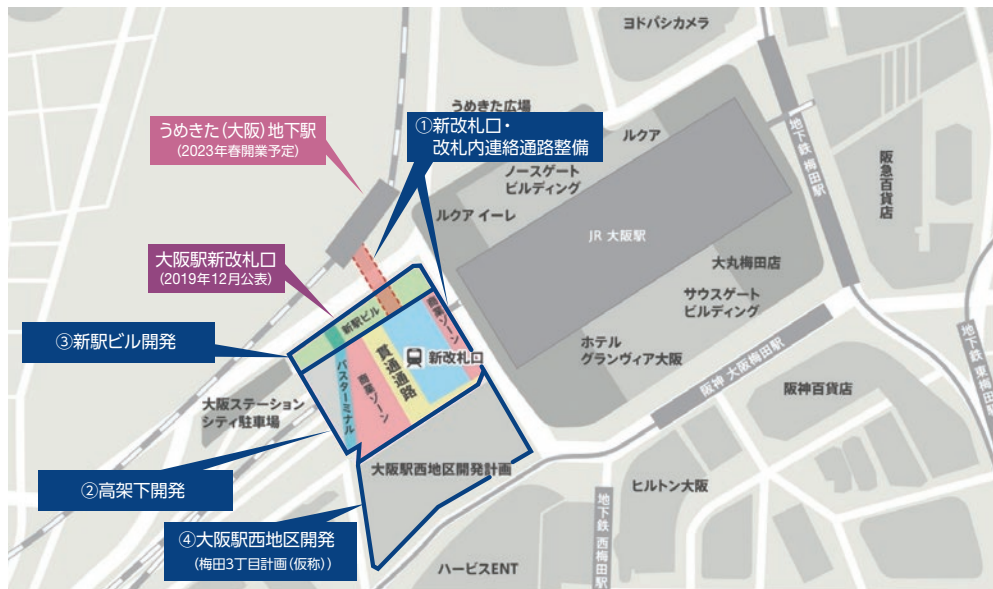 ヨドバシカメラ
うめきた広場
うめきた(大阪)地下駅
(2023年春開業予定)
①新改札口・
改札内連絡通路整備
ルクア
地下鉄 梅田駅
阪急百貨店
ノースゲート
ビルディング
ルクア イーレ
JR 大阪駅
大阪駅新改札口
(2019年12月公表)
大丸梅田店
サウスゲート
ビルディング
③新駅ビル開発
新駅ビル
商業ゾーン
新改札口
貫通通路
商業ゾーン
バスターミナル
ホテル
グランヴィア大阪
阪神 大阪梅田駅
地下鉄 東梅田駅
阪神百貨店
大阪ステーション
シティ駐車場
大阪駅西地区開発計画
ヒルトン大阪
②高架下開発
地下鉄 西梅田駅
④大阪駅西地区開発
(梅田3丁目計画(仮称))
ハービスENT